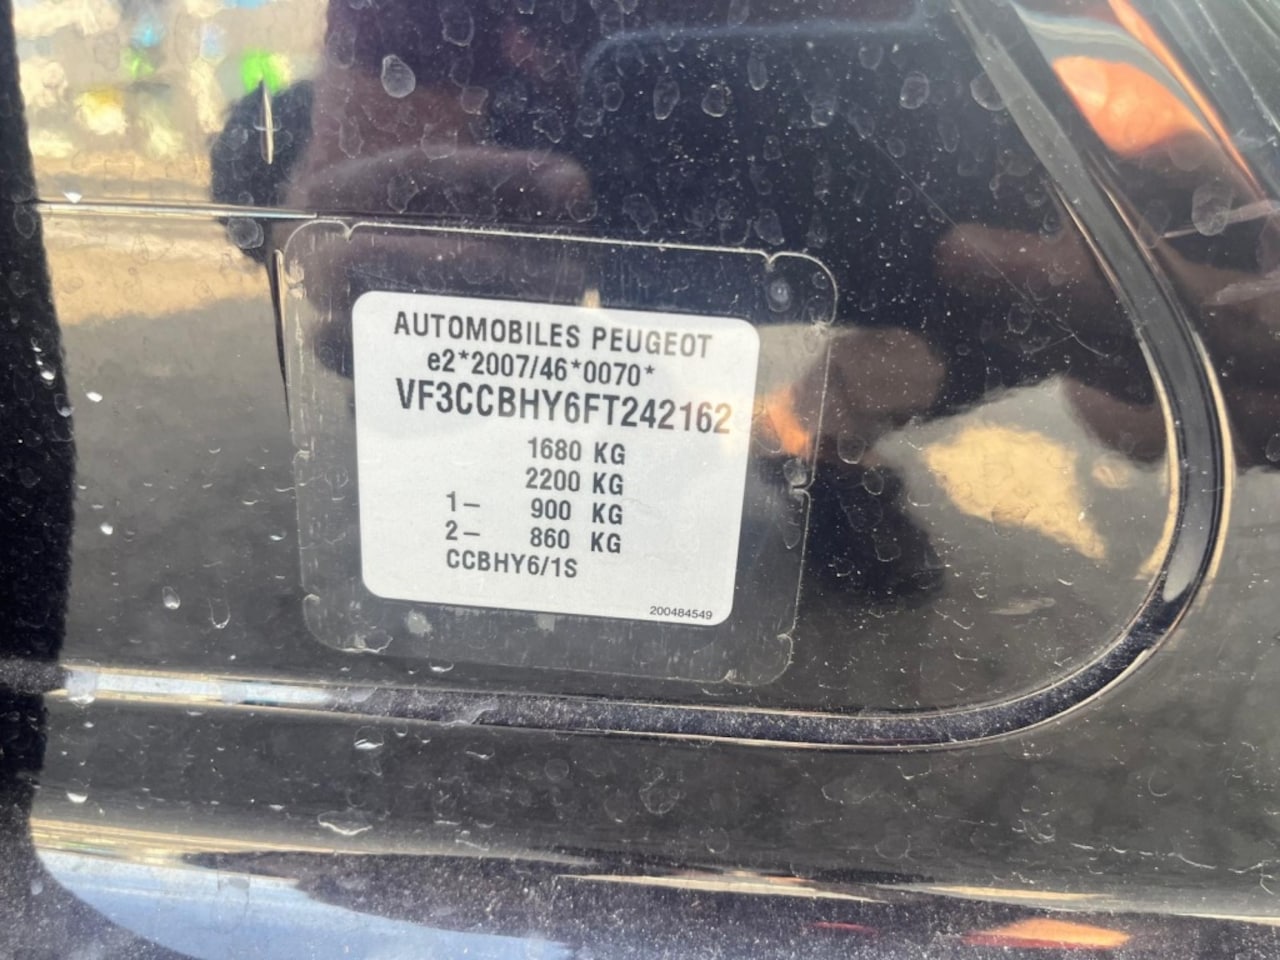 AUTOMOBILES PEUGEOT
e2*2007/46*0070*
VF3CCBHY6FT242162
1680 KG
2200 KG
1– 900 KG
2– 860 KG
CCBHY6/1S
200484549